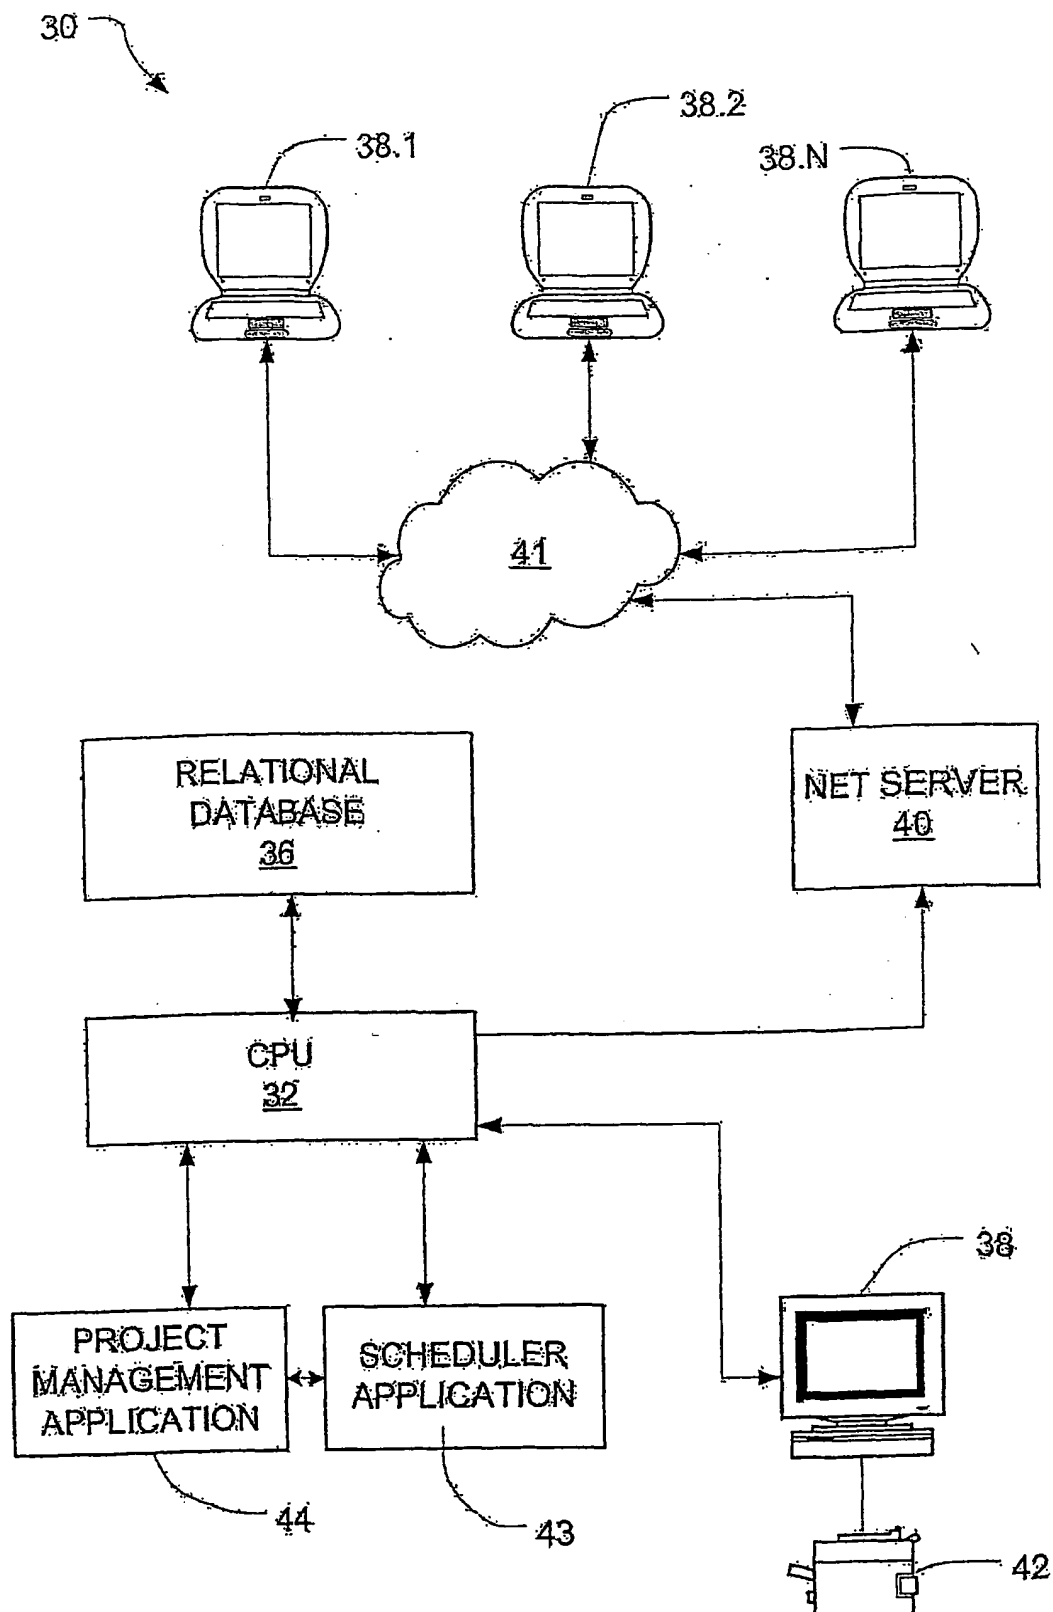 30
38.1
38.2
38.N
41
RELATIONAL
DATABASE
36
NET SERVER
40
CPU
32
38
PROJECT
MANAGEMENT
APPLICATION
SCHEDULER
APPLICATION
44
43
42